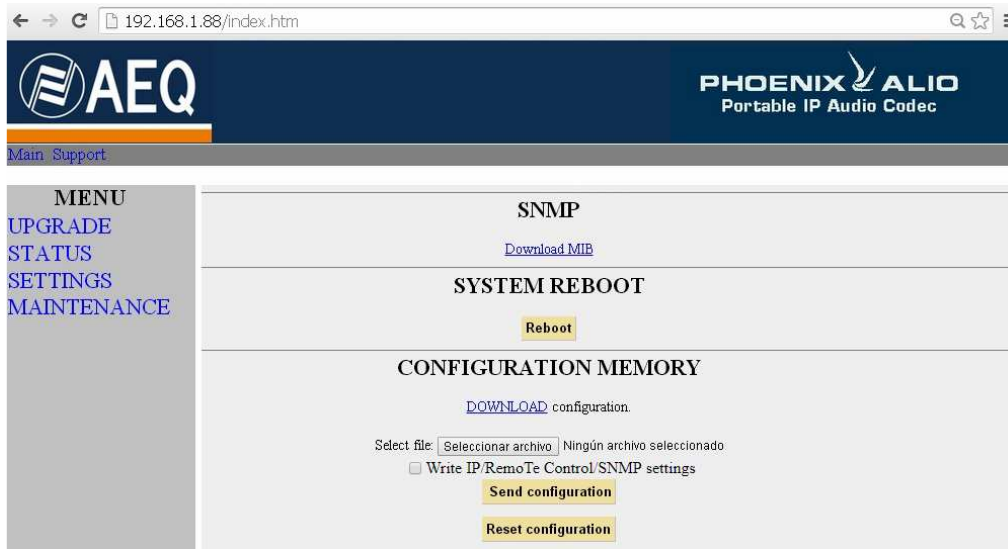 192.168.1.88/index.htm
AEQ
PHOENIX ALIO
Portable IP Audio Codec
Main Support
MENU
UPGRADE
STATUS
SETTINGS
MAINTENANCE
SNMP
Download MIB
SYSTEM REBOOT
Reboot
CONFIGURATION MEMORY
DOWNLOAD configuration.
Select file: Seleccionar archivo Ningún archivo seleccionado
Write IP/RemoTe Control/SNMP settings
Send configuration
Reset configuration